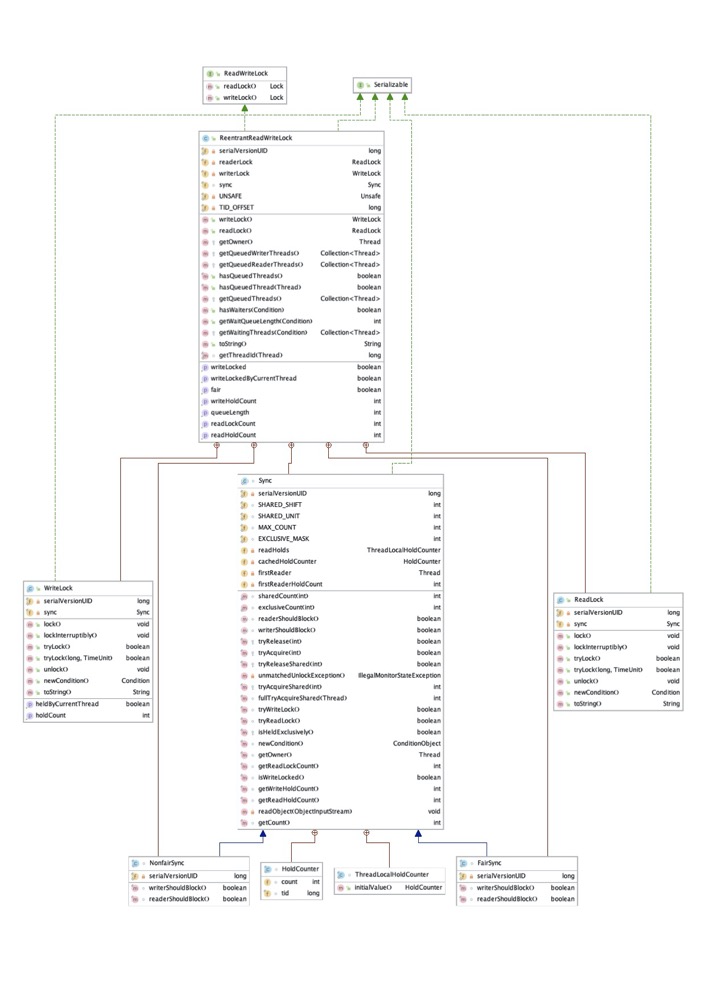 ReadWriteLock
readLock() Lock
writeLock() Lock
Serializable
ReentrantReadWriteLock
serialVersionUID long
readerLock ReadLock
writerLock WriteLock
sync Sync
UNSAFE Unsafe
TID_OFFSET long
writeLock() WriteLock
readLock() ReadLock
getOwner() Thread
getQueuedWriterThreads() Collection<Thread>
getQueuedReaderThreads() Collection<Thread>
hasQueuedThreads() boolean
hasQueuedThread(Thread) boolean
getQueuedThreads() Collection<Thread>
hasWaiters(Condition) boolean
getWaitQueueLength(Condition) int
getWaitingThreads(Condition) Collection<Thread>
toString() String
getThreadId(Thread) long
writeLocked boolean
writeLockedByCurrentThread boolean
fair boolean
writeHoldCount int
queueLength int
readLockCount int
readHoldCount int
Sync
serialVersionUID long
SHARED_SHIFT int
SHARED_UNIT int
MAX_COUNT int
EXCLUSIVE_MASK int
readHolds ThreadLocalHoldCounter
cachedHoldCounter HoldCounter
firstReader Thread
firstReaderHoldCount int
sharedCount(int) int
exclusiveCount(int) int
readerShouldBlock() boolean
writerShouldBlock() boolean
tryRelease(int) boolean
tryAcquire(int) boolean
tryReleaseShared(int) boolean
unmatchedUnlockException() IllegalMonitorStateException
tryAcquireShared(int) int
fullTryAcquireShared(Thread) int
tryWriteLock() boolean
tryReadLock() boolean
isHeldExclusively() boolean
newCondition() ConditionObject
getOwner() Thread
getReadLockCount() int
isWriteLocked() boolean
getWriteHoldCount() int
getReadHoldCount() int
readObject(ObjectInputStream) void
getCount() int
WriteLock
serialVersionUID long
sync Sync
lock() void
lockInterruptibly() void
tryLock() boolean
tryLock(long, TimeUnit) boolean
unlock() void
newCondition() Condition
toString() String
heldByCurrentThread boolean
holdCount int
ReadLock
serialVersionUID long
sync Sync
lock() void
lockInterruptibly() void
tryLock() boolean
tryLock(long, TimeUnit) boolean
unlock() void
newCondition() Condition
toString() String
NonfairSync
serialVersionUID long
writerShouldBlock() boolean
readerShouldBlock() boolean
HoldCounter
count int
tid long
ThreadLocalHoldCounter
initialValue() HoldCounter
FairSync
serialVersionUID long
writerShouldBlock() boolean
readerShouldBlock() boolean